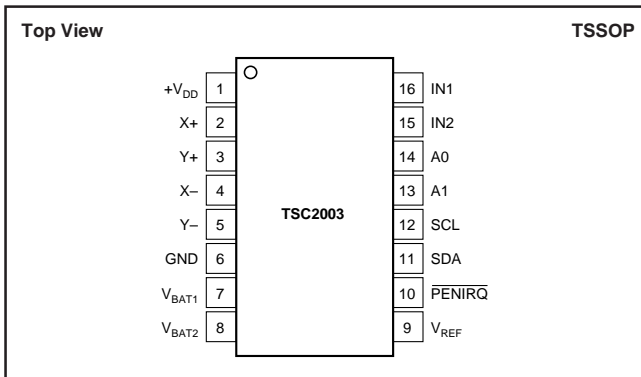 Top View TSSOP
+VDD 1 16 IN1
X+ 2 15 IN2
Y+ 3 14 A0
X– 4 13 A1
TSC2003
Y– 5 12 SCL
GND 6 11 SDA
VBAT1 7 10 PENIRQ
VBAT2 8 9 VREF